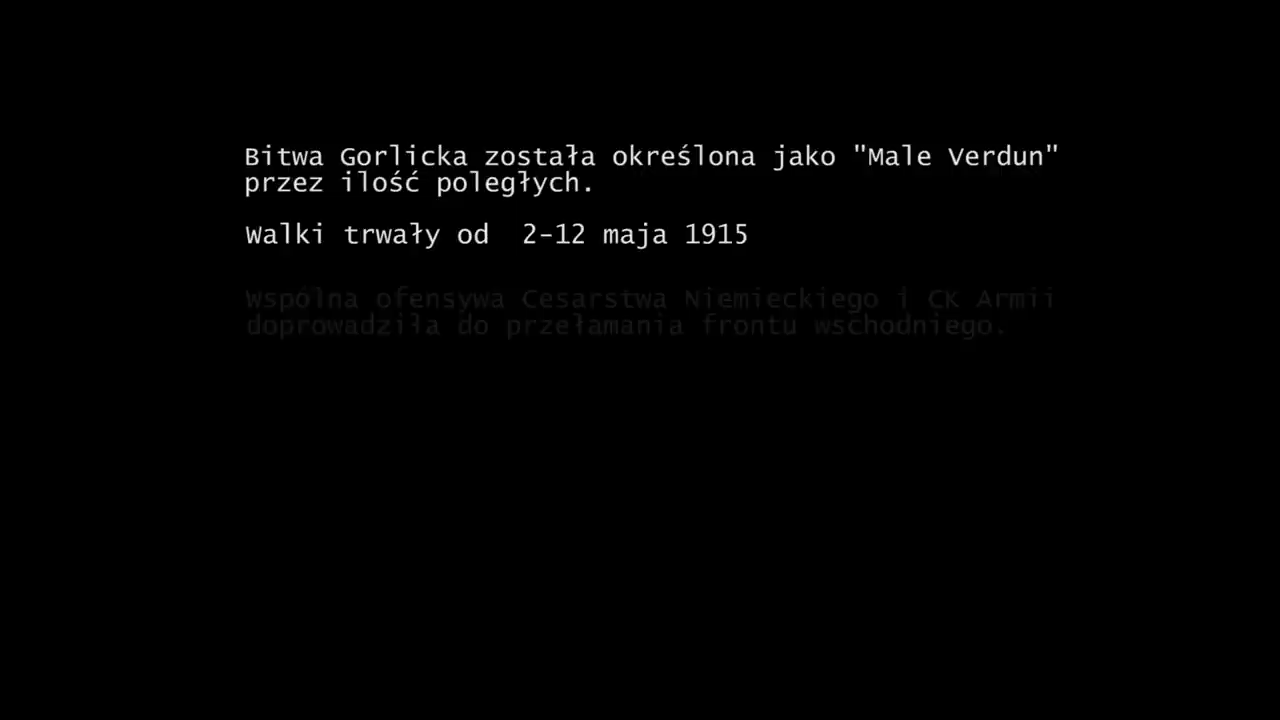 Bitwa Gorlicka została określona jako "Male Verdun"
przez ilość poległych.
Walki trwały od  2-12 maja 1915
Wspólna ofensywa Cesarstwa Niemieckiego i CK Armii
doprowadziła do przełamania frontu wschodniego.